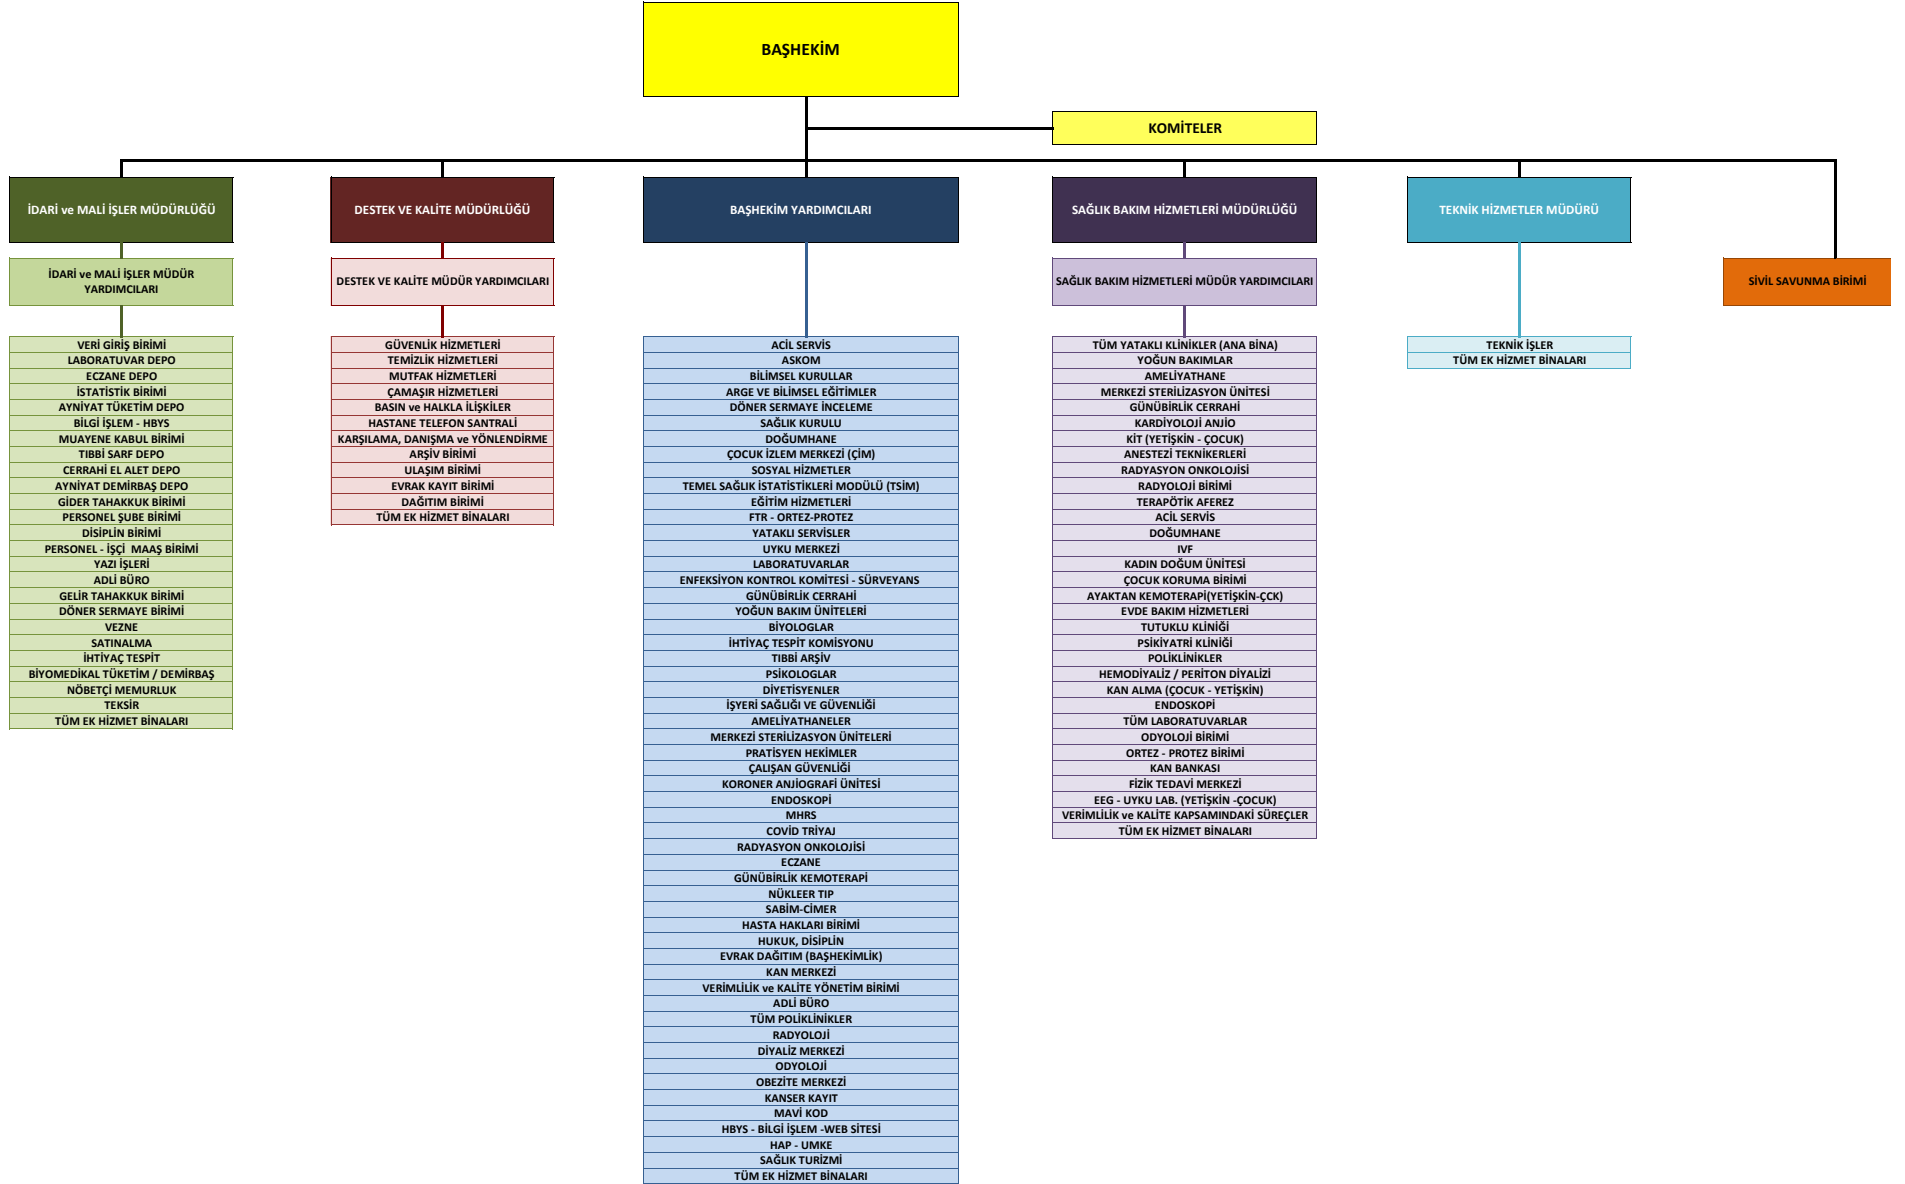 BAŞHEKİM
KOMİTELER
İDARİ ve MALİ İŞLER MÜDÜRLÜĞÜ
DESTEK VE KALİTE MÜDÜRLÜĞÜ
BAŞHEKİM YARDIMCILARI
SAĞLIK BAKIM HİZMETLERİ MÜDÜRLÜĞÜ
TEKNİK HİZMETLER MÜDÜRÜ
İDARİ ve MALİ İŞLER MÜDÜR
YARDIMCILARI
DESTEK VE KALİTE MÜDÜR YARDIMCILARI
SAĞLIK BAKIM HİZMETLERİ MÜDÜR YARDIMCILARI
SİVİL SAVUNMA BİRİMİ
VERİ GİRİŞ BİRİMİ
LABORATUVAR DEPO
ECZANE DEPO
İSTATİSTİK BİRİMİ
AYNİYAT TÜKETİM DEPO
BİLGİ İŞLEM - HBYS
MUAYENE KABUL BİRİMİ
TIBBİ SARF DEPO
CERRAHİ EL ALET DEPO
AYNİYAT DEMİRBAŞ DEPO
GİDER TAHAKKUK BİRİMİ
PERSONEL ŞUBE BİRİMİ
DİSİPLİN BİRİMİ
PERSONEL - İŞÇİ MAAŞ BİRİMİ
YAZI İŞLERİ
ADLİ BÜRO
GELİR TAHAKKUK BİRİMİ
DÖNER SERMAYE BİRİMİ
VEZNE
SATINALMA
İHTİYAÇ TESPİT
BİYOMEDİKAL TÜKETİM / DEMİRBAŞ
NÖBETÇİ MEMURLUK
TEKSİR
TÜM EK HİZMET BİNALARI
GÜVENLİK HİZMETLERİ
TEMİZLİK HİZMETLERİ
MUTFAK HİZMETLERİ
ÇAMAŞIR HİZMETLERİ
BASIN ve HALKLA İLİŞKİLER
HASTANE TELEFON SANTRALİ
KARŞILAMA, DANIŞMA ve YÖNLENDİRME
ARŞİV BİRİMİ
ULAŞIM BİRİMİ
EVRAK KAYIT BİRİMİ
DAĞITIM BİRİMİ
TÜM EK HİZMET BİNALARI
ACİL SERVİS
ASKOM
BİLİMSEL KURULLAR
ARGE VE BİLİMSEL EĞİTİMLER
DÖNER SERMAYE İNCELEME
SAĞLIK KURULU
DOĞUMHANE
ÇOCUK İZLEM MERKEZİ (ÇİM)
SOSYAL HİZMETLER
TEMEL SAĞLIK İSTATİSTİKLERİ MODÜLÜ (TSİM)
EĞİTİM HİZMETLERİ
FTR - ORTEZ-PROTEZ
YATAKLI SERVİSLER
UYKU MERKEZİ
LABORATUVARLAR
ENFEKSİYON KONTROL KOMİTESİ - SÜRVEYANS
GÜNÜBİRLİK CERRAHİ
YOĞUN BAKIM ÜNİTELERİ
BİYOLOGLAR
İHTİYAÇ TESPİT KOMİSYONU
TIBBİ ARŞİV
PSİKOLOGLAR
DİYETİSYENLER
İŞYERİ SAĞLIĞI VE GÜVENLİĞİ
AMELİYATHANELER
MERKEZİ STERİLİZASYON ÜNİTELERİ
PRATİSYEN HEKİMLER
ÇALIŞAN GÜVENLİĞİ
KORONER ANJİOGRAFİ ÜNİTESİ
ENDOSKOPİ
MHRS
COVİD TRİYAJ
RADYASYON ONKOLOJİSİ
ECZANE
GÜNÜBİRLİK KEMOTERAPİ
NÜKLEER TIP
SABİM-CİMER
HASTA HAKLARI BİRİMİ
HUKUK, DİSİPLİN
EVRAK DAĞITIM (BAŞHEKİMLİK)
KAN MERKEZİ
VERİMLİLİK ve KALİTE YÖNETİM BİRİMİ
ADLİ BÜRO
TÜM POLİKLİNİKLER
RADYOLOJİ
DİYALİZ MERKEZİ
ODYOLOJİ
OBEZİTE MERKEZİ
KANSER KAYIT
MAVİ KOD
HBYS - BİLGİ İŞLEM -WEB SİTESİ
HAP - UMKE
SAĞLIK TURİZMİ
TÜM EK HİZMET BİNALARI
TÜM YATAKLI KLİNİKLER (ANA BİNA)
YOĞUN BAKIMLAR
AMELİYATHANE
MERKEZİ STERİLİZASYON ÜNİTESİ
GÜNÜBİRLİK CERRAHİ
KARDİYOLOJİ ANJİO
KİT (YETİŞKİN - ÇOCUK)
ANESTEZİ TEKNİKERLERİ
RADYASYON ONKOLOJİSİ
RADYOLOJİ BİRİMİ
TERAPÖTİK AFEREZ
ACİL SERVİS
DOĞUMHANE
IVF
KADIN DOĞUM ÜNİTESİ
ÇOCUK KORUMA BİRİMİ
AYAKTAN KEMOTERAPİ(YETİŞKİN-ÇCK)
EVDE BAKIM HİZMETLERİ
TUTUKLU KLİNİĞİ
PSİKİYATRİ KLİNİĞİ
POLİKLİNİKLER
HEMODİYALİZ / PERİTON DİYALİZİ
KAN ALMA (ÇOCUK - YETİŞKİN)
ENDOSKOPİ
TÜM LABORATUVARLAR
ODYOLOJİ BİRİMİ
ORTEZ - PROTEZ BİRİMİ
KAN BANKASI
FİZİK TEDAVİ MERKEZİ
EEG - UYKU LAB. (YETİŞKİN -ÇOCUK)
VERİMLİLİK ve KALİTE KAPSAMINDAKİ SÜREÇLER
TÜM EK HİZMET BİNALARI
TEKNİK İŞLER
TÜM EK HİZMET BİNALARI